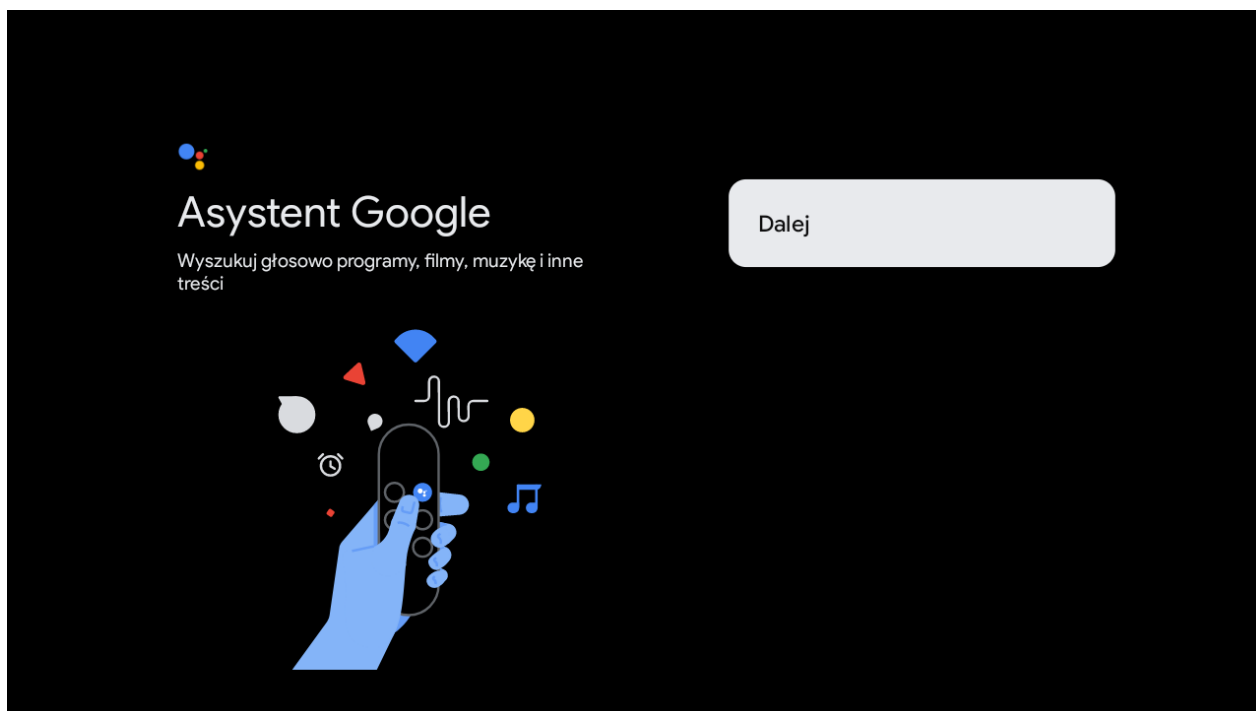 Asystent Google
Wyszukuj głosowo programy, filmy, muzykę i inne
treści
Dalej